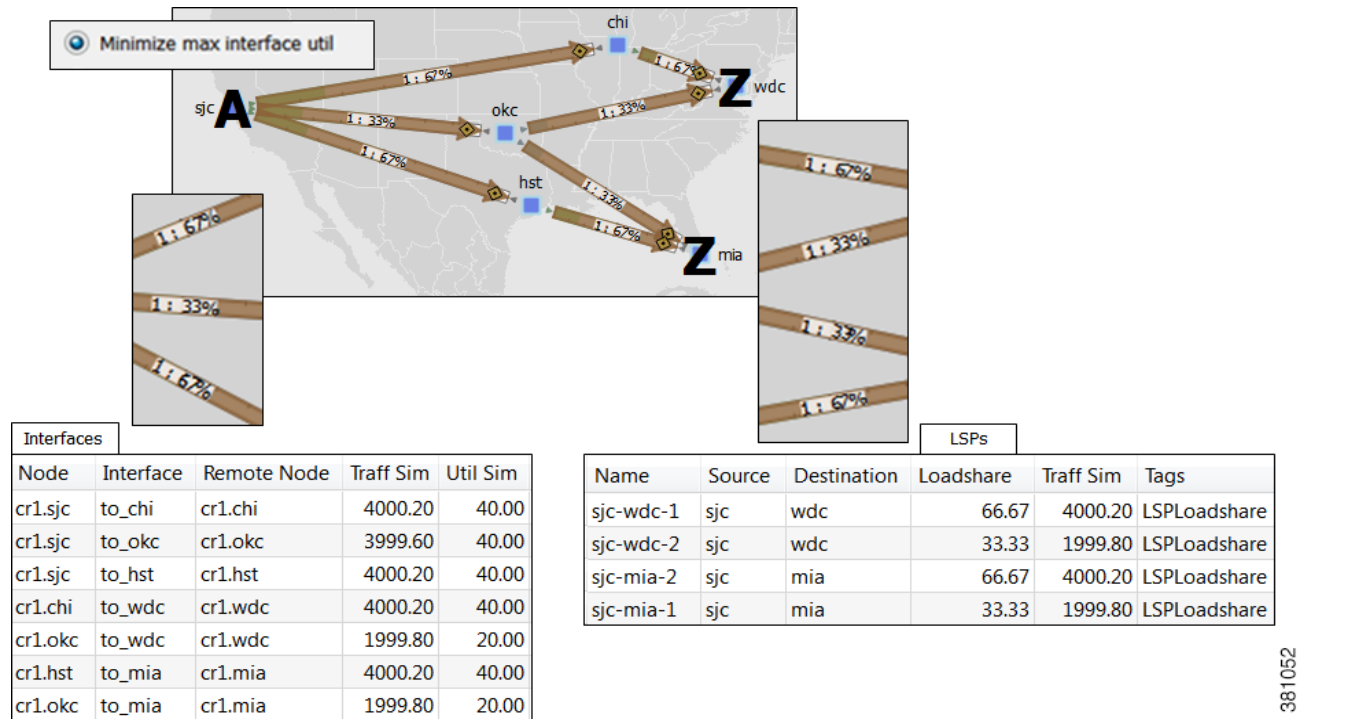 Minimize max interface util
chi
1: 67%
1: 67%
sjc A
Z wdc
okc
1: 33%
1: 33%
1: 67%
hst
1: 33%
1: 67%
Z mia
1: 67%
1: 33%
1: 67%
1: 67%
1: 33%
1: 33%
1: 67%
Interfaces
Node Interface Remote Node Traff Sim Util Sim
cr1.sjc to_chi cr1.chi 4000.20 40.00
cr1.sjc to_okc cr1.okc 3999.60 40.00
cr1.sjc to_hst cr1.hst 4000.20 40.00
cr1.chi to_wdc cr1.wdc 4000.20 40.00
cr1.okc to_wdc cr1.wdc 1999.80 20.00
cr1.hst to_mia cr1.mia 4000.20 40.00
cr1.okc to_mia cr1.mia 1999.80 20.00
LSPs
Name Source Destination Loadshare Traff Sim Tags
sjc-wdc-1 sjc wdc 66.67 4000.20 LSPLoadshare
sjc-wdc-2 sjc wdc 33.33 1999.80 LSPLoadshare
sjc-mia-2 sjc mia 66.67 4000.20 LSPLoadshare
sjc-mia-1 sjc mia 33.33 1999.80 LSPLoadshare
381052